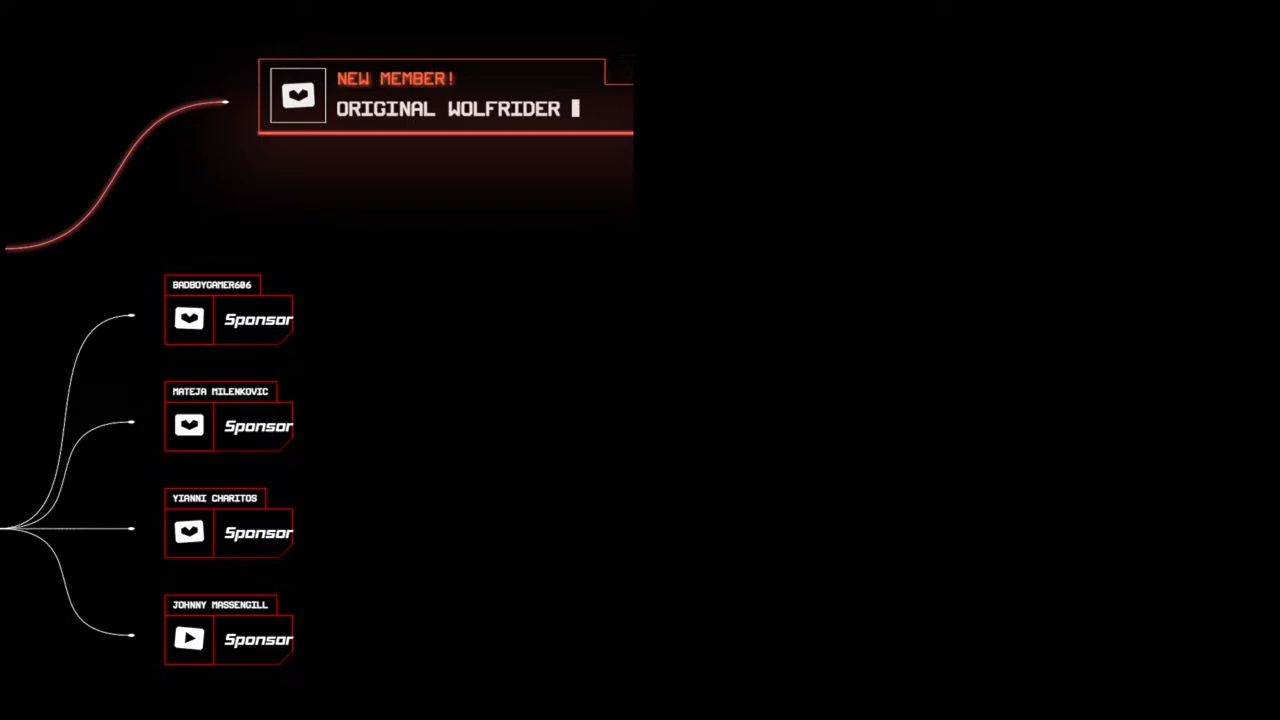 NEW MEMBER!
ORIGINAL WOLFRIDER
BADBOYGAMER606
Sponsor
MATEJA MILENKOVIC
Sponsor
YIANNI CHARITOS
Sponsor
JOHNNY MASSENGILL
Sponsor